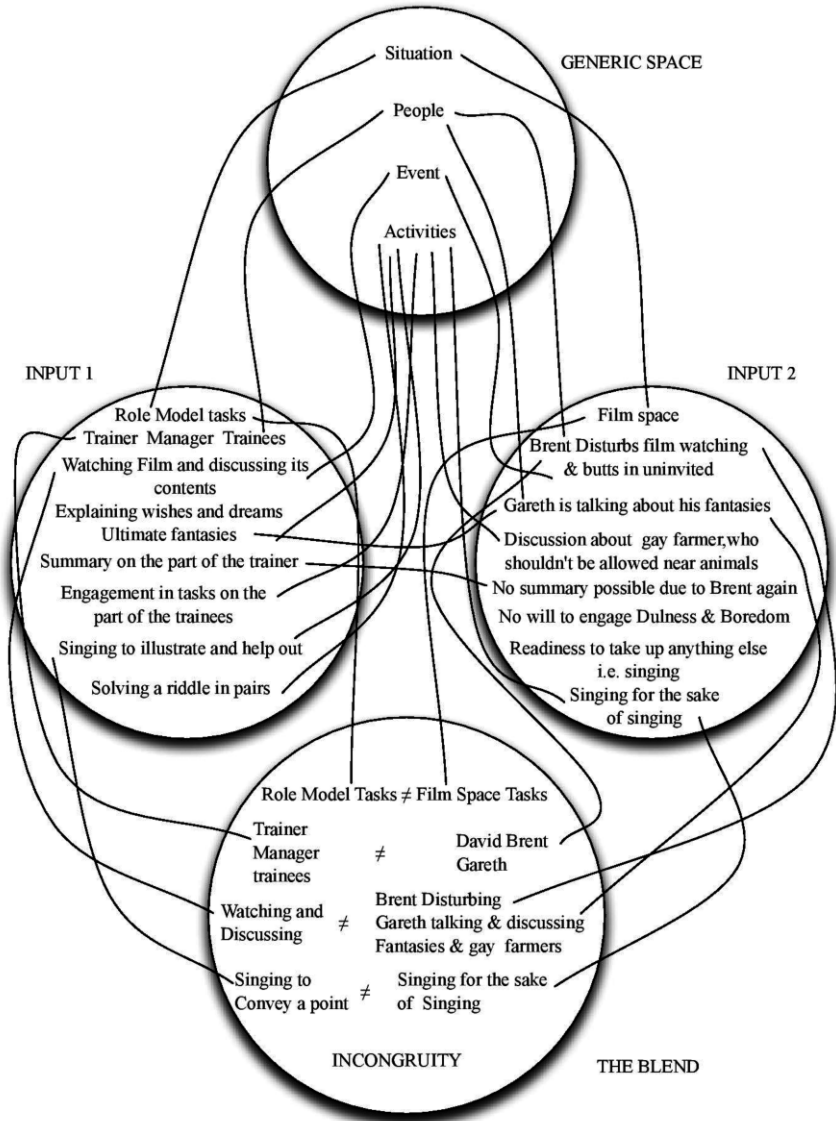 GENERIC SPACE
Situation
People
Event
Activities
INPUT 1
Role Model tasks
Trainer Manager Trainees
Watching Film and discussing its
contents
Explaining wishes and dreams
Ultimate fantasies
Summary on the part of the trainer
Engagement in tasks on the
part of the trainees
Singing to illustrate and help out
Solving a riddle in pairs
INPUT 2
Film space
Brent Disturbs film watching
& butts in uninvited
Gareth is talking about his fantasies
Discussion about gay farmer,who
shouldn't be allowed near animals
No summary possible due to Brent again
No will to engage Dulness & Boredom
Readiness to take up anything else
i.e. singing
Singing for the sake
of singing
Role Model Tasks ≠ Film Space Tasks
Trainer
Manager
trainees
≠
David Brent
Gareth
Watching and
Discussing
≠
Brent Disturbing
Gareth talking & discussing
Fantasies & gay farmers
Singing to
Convey a point
≠
Singing for the sake
of Singing
INCONGRUITY
THE BLEND